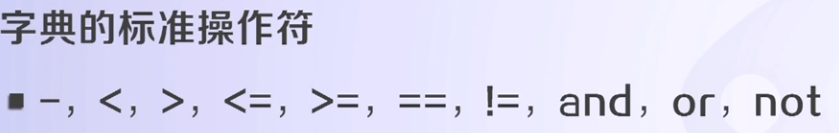 字典的标准操作符
▪ -, <, >, <=, >=, ==, !=, and, or, not